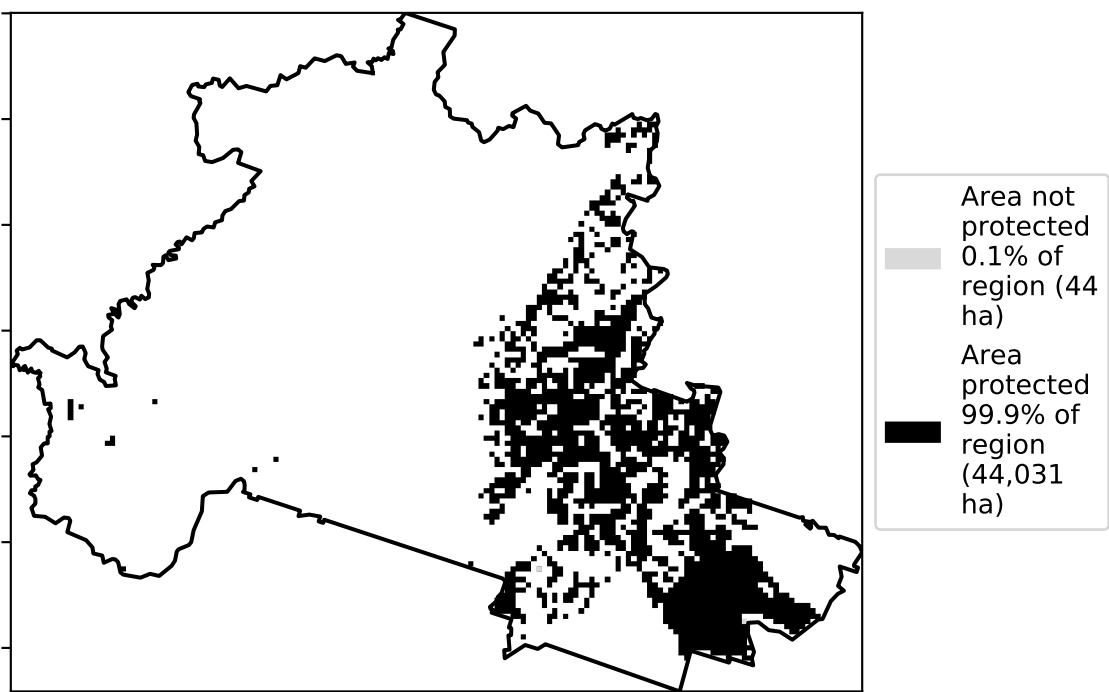 Area not
protected
0.1% of
region (44
ha)
Area
protected
99.9% of
region
(44,031
ha)